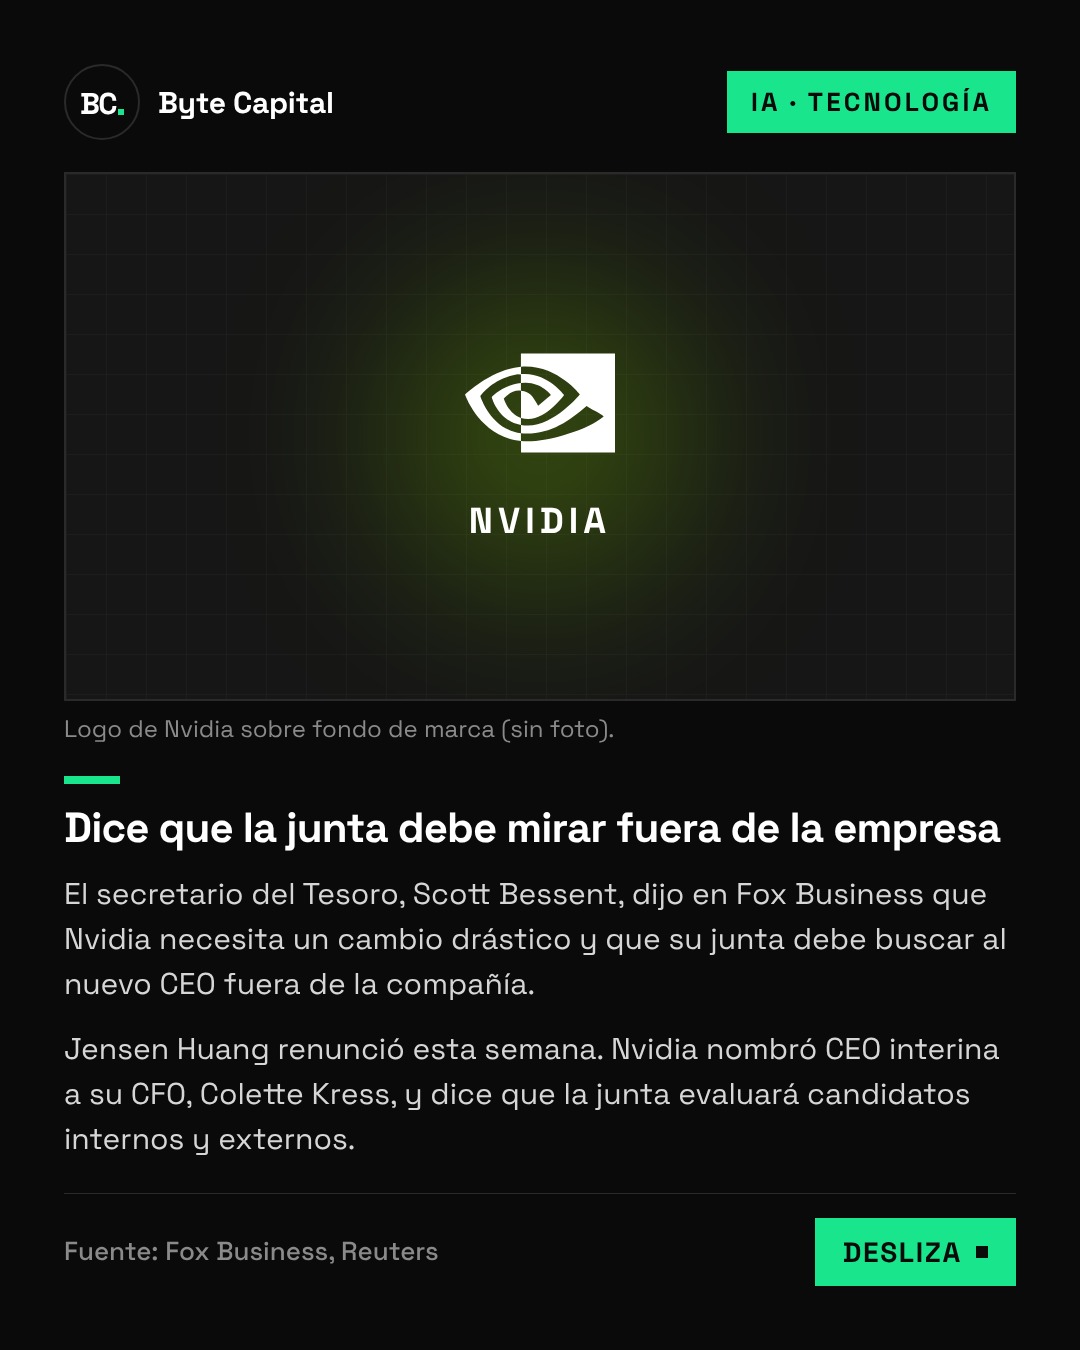 BC.
Byte Capital
IA · TECNOLOGÍA
NVIDIA
Logo de Nvidia sobre fondo de marca (sin foto).
Dice que la junta debe mirar fuera de la empresa
El secretario del Tesoro, Scott Bessent, dijo en Fox Business que
Nvidia necesita un cambio drástico y que su junta debe buscar al
nuevo CEO fuera de la compañía.
Jensen Huang renunció esta semana. Nvidia nombró CEO interina
a su CFO, Colette Kress, y dice que la junta evaluará candidatos
internos y externos.
Fuente: Fox Business, Reuters
DESLIZA